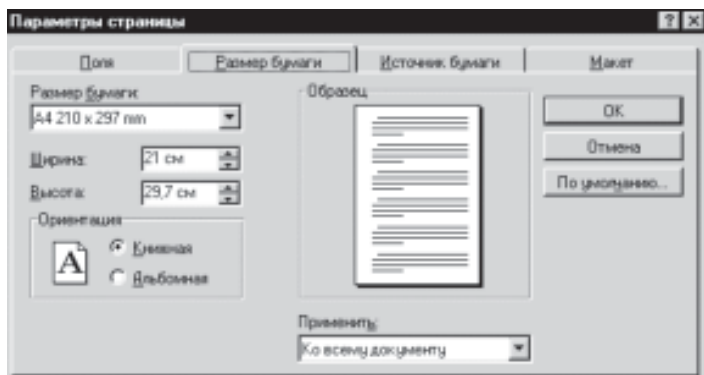 Параметры страницы
Поля
Размер бумаги
Источник бумаги
Макет
Размер бумаги:
A4 210 x 297 mm
Ширина: 21 см
Высота: 29,7 см
Ориентация
A
Книжная
Альбомная
Образец
Применить:
Ко всему документу
ОК
Отмена
По умолчанию...